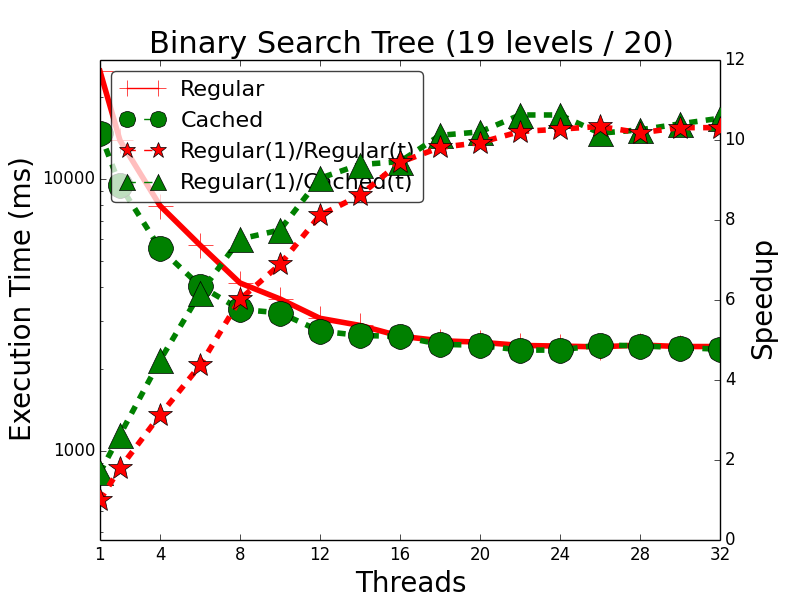 Binary Search Tree (19 levels / 20)
Regular
Cached
Regular(1)/Regular(t)
Regular(1)/Cached(t)
Execution Time (ms)
10000
1000
Speedup
12
10
8
6
4
2
0
1 4 8 12 16 20 24 28 32
Threads